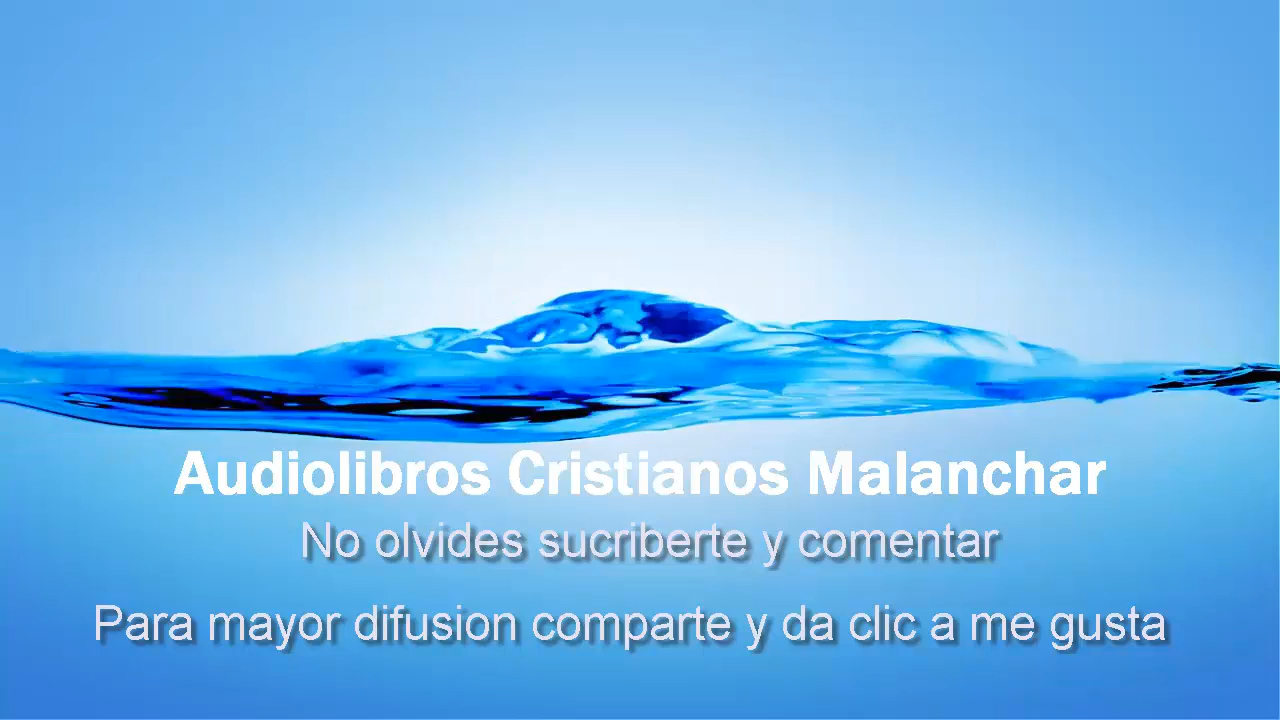 Audiolibros Cristianos Malanchar
No olvides sucriberte y comentar
Para mayor difusion comparte y da clic a me gusta